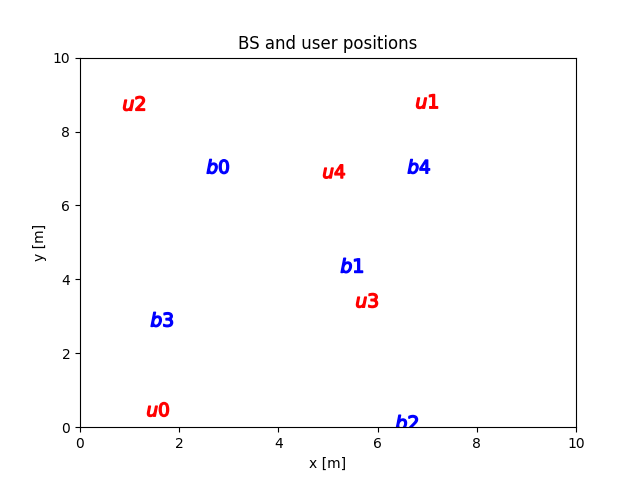 BS and user positions
10
u2
u1
8
b0
u4
b4
6
y [m]
b1
4
u3
b3
2
u0
b2
0
0 2 4 6 8 10
x [m]